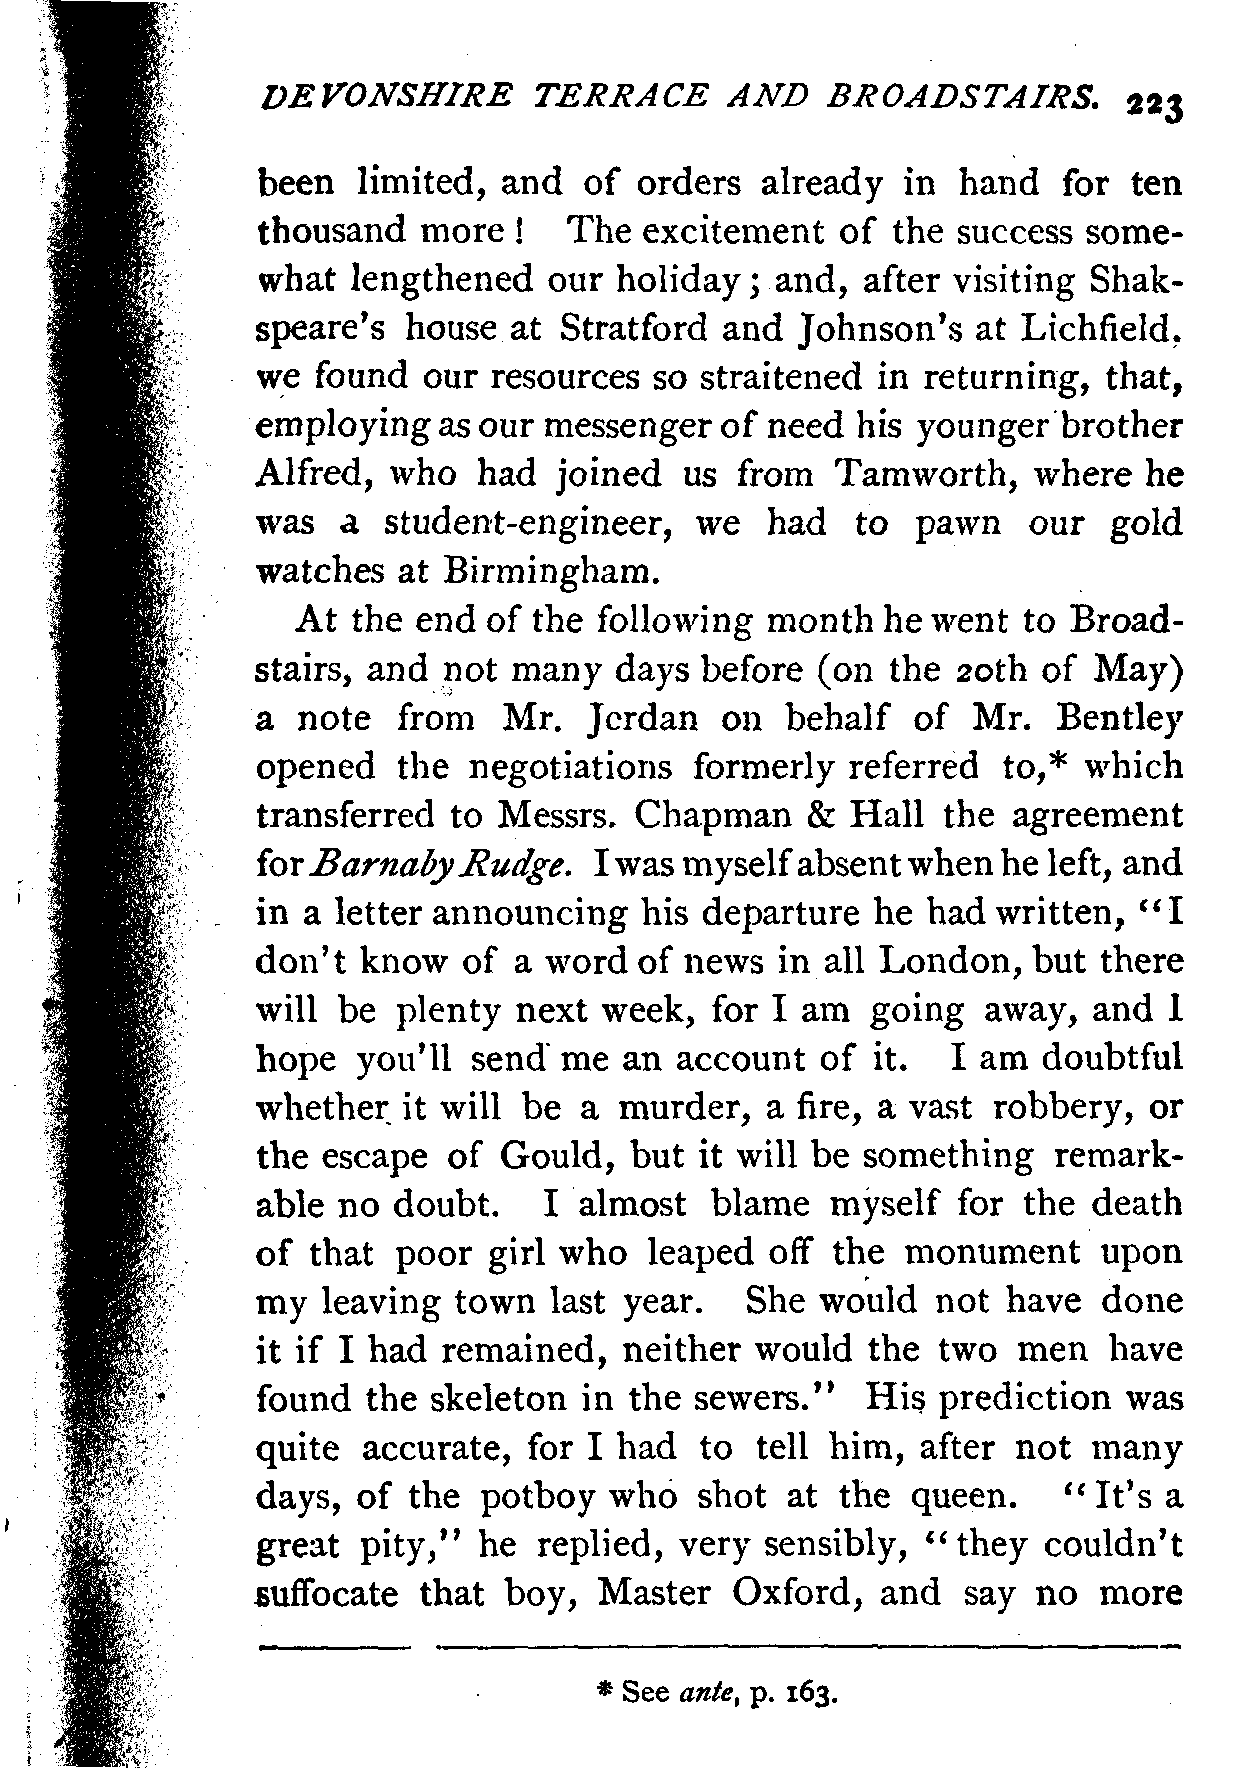 DEVONSHIRE TERRACE AND BROADSTAIRS. 223
been limited, and of orders already in hand for ten
thousand more! The excitement of the success some-
what lengthened our holiday; and, after visiting Shak-
speare's house at Stratford and Johnson's at Lichfield,
we found our resources so straitened in returning, that,
employing as our messenger of need his younger brother
Alfred, who had joined us from Tamworth, where he
was a student-engineer, we had to pawn our gold
watches at Birmingham.
At the end of the following month he went to Broad-
stairs, and not many days before (on the 20th of May)
a note from Mr. Jerdan on behalf of Mr. Bentley
opened the negotiations formerly referred to,* which
transferred to Messrs. Chapman & Hall the agreement
for Barnaby Rudge. I was myself absent when he left, and
in a letter announcing his departure he had written, "I
don't know of a word of news in all London, but there
will be plenty next week, for I am going away, and I
hope you'll send me an account of it. I am doubtful
whether it will be a murder, a fire, a vast robbery, or
the escape of Gould, but it will be something remark-
able no doubt. I almost blame myself for the death
of that poor girl who leaped off the monument upon
my leaving town last year. She would not have done
it if I had remained, neither would the two men have
found the skeleton in the sewers." His prediction was
quite accurate, for I had to tell him, after not many
days, of the potboy who shot at the queen. "It's a
great pity," he replied, very sensibly, "they couldn't
suffocate that boy, Master Oxford, and say no more
* See ante, p. 163.